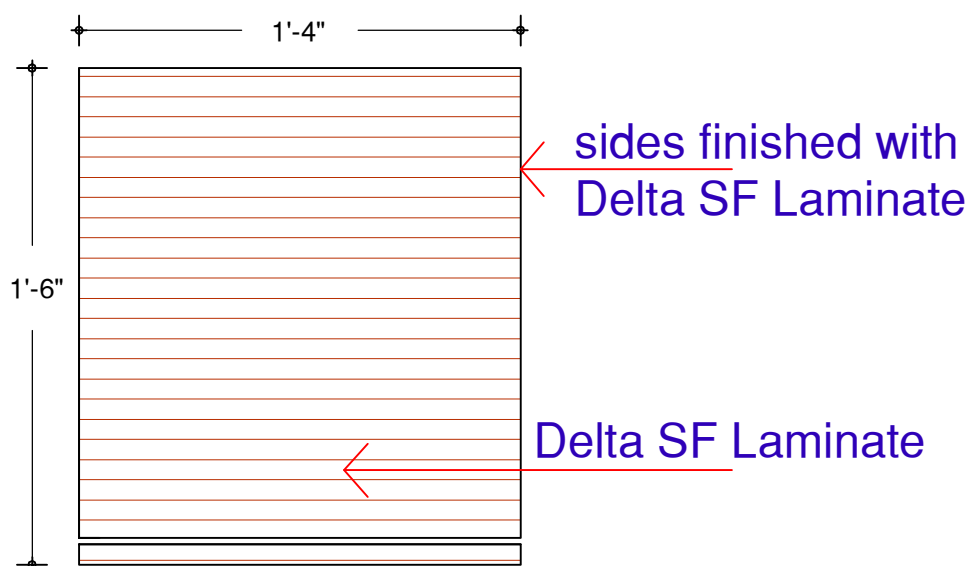 1'-4"
sides finished with
Delta SF Laminate
1'-6"
Delta SF Laminate